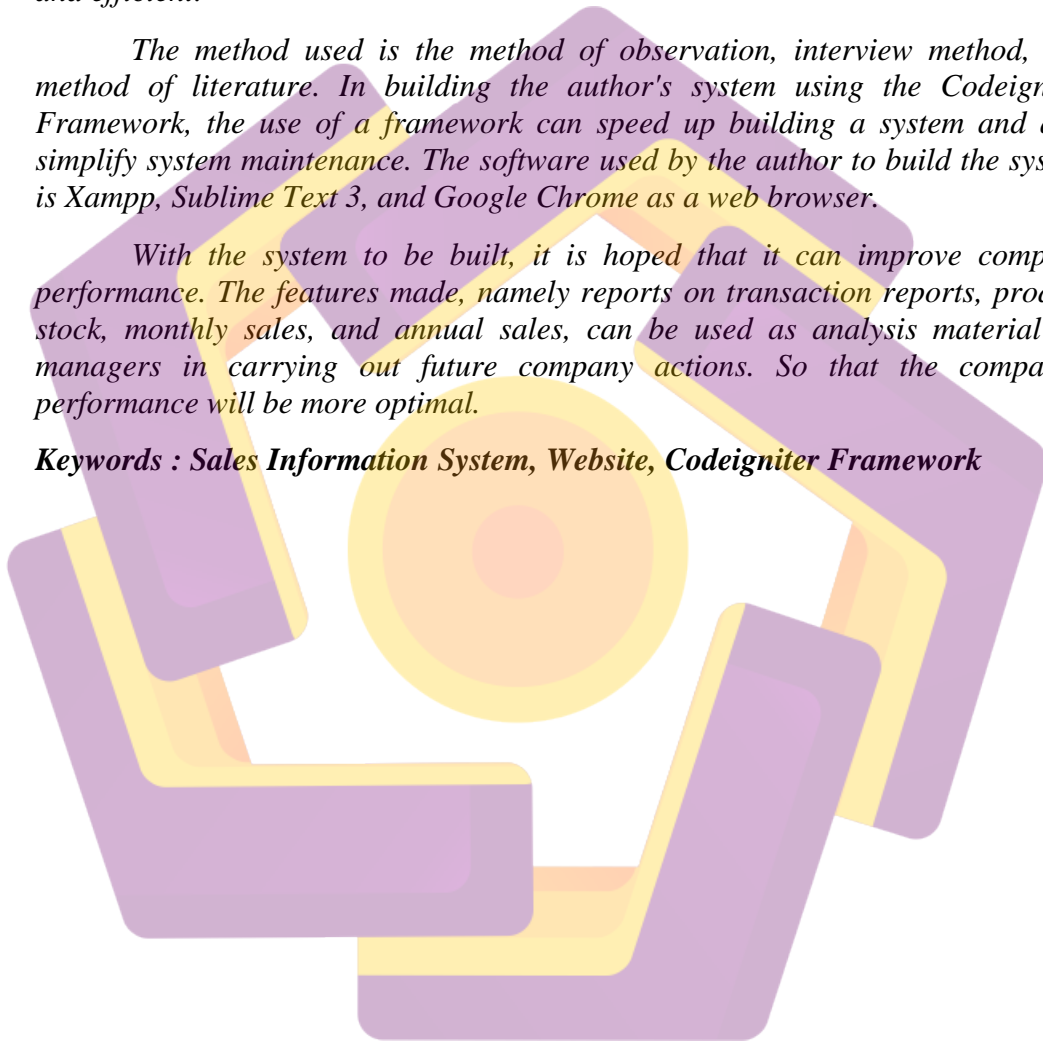 The method used is the method of observation, interview method,
method of literature. In building the author's system using the Codeign
Framework, the use of a framework can speed up building a system and
simplify system maintenance. The software used by the author to build the sys
is Xampp, Sublime Text 3, and Google Chrome as a web browser.
With the system to be built, it is hoped that it can improve comp
performance. The features made, namely reports on transaction reports, prod
stock, monthly sales, and annual sales, can be used as analysis material
managers in carrying out future company actions. So that the compa
performance will be more optimal.
Keywords : Sales Information System, Website, Codeigniter Framework